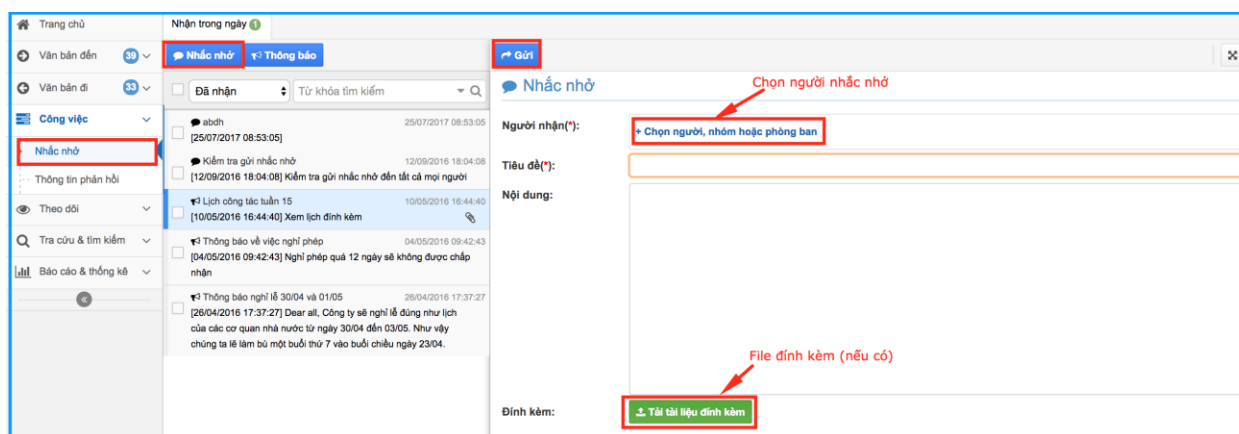 Trang chủ
Văn bản đến 39
Văn bản đi 33
Công việc
Nhắc nhở
Thông tin phản hồi
Theo dõi
Tra cứu & tìm kiếm
Báo cáo & thống kê
Nhận trong ngày 1
Nhắc nhở Thông báo
Đã nhận Từ khóa tìm kiếm
abdh 25/07/2017 08:53:05
[25/07/2017 08:53:05]
Kiểm tra gửi nhắc nhở 12/09/2016 18:04:08
[12/09/2016 18:04:08] Kiểm tra gửi nhắc nhở đến tất cả mọi người
Lịch công tác tuần 15 10/05/2016 16:44:40
[10/05/2016 16:44:40] Xem lịch đính kèm
Thông báo về việc nghỉ phép 04/05/2016 09:42:43
[04/05/2016 09:42:43] Nghỉ phép quá 12 ngày sẽ không được chấp
nhận
Thông báo nghỉ lễ 30/04 và 01/05 26/04/2016 17:37:27
[26/04/2016 17:37:27] Dear all, Công ty sẽ nghỉ lễ đúng như lịch
của các cơ quan nhà nước từ ngày 30/04 đến 03/05. Như vậy
chúng ta lẽ làm bù một buổi thứ 7 vào buổi chiều ngày 23/04.
Gửi
Nhắc nhở
Chọn người nhắc nhở
Người nhận(*):
+ Chọn người, nhóm hoặc phòng ban
Tiêu đề(*):
Nội dung:
File đính kèm (nếu có)
Đính kèm:
Tải tài liệu đính kèm